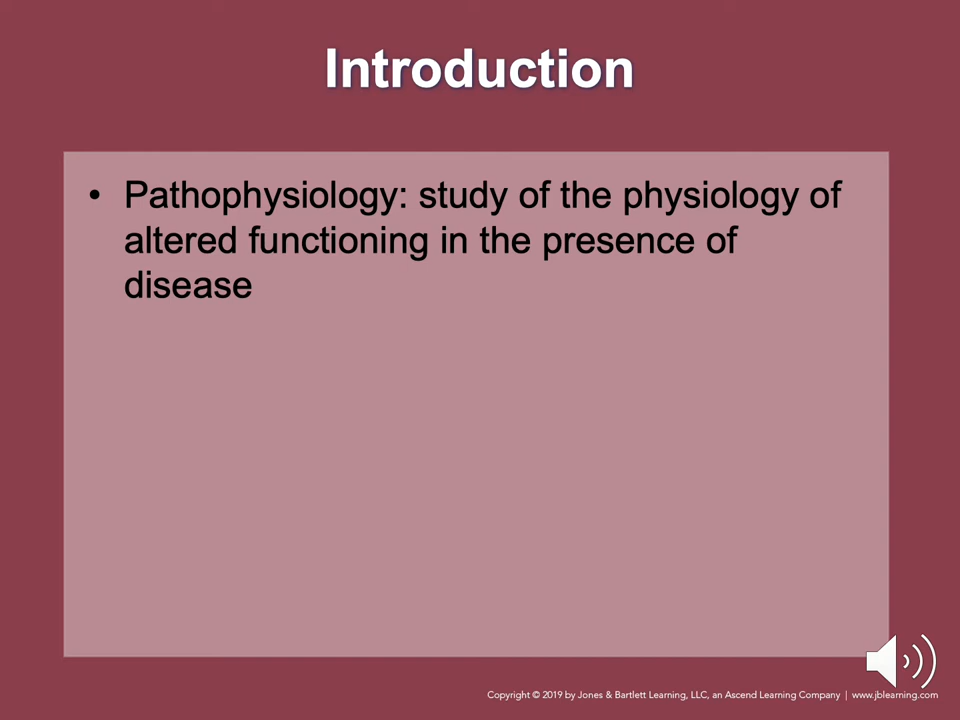 Introduction
• Pathophysiology: study of the physiology of
altered functioning in the presence of
disease
Copyright © 2019 by Jones & Bartlett Learning, LLC, an Ascend Learning Company | www.jblearning.com